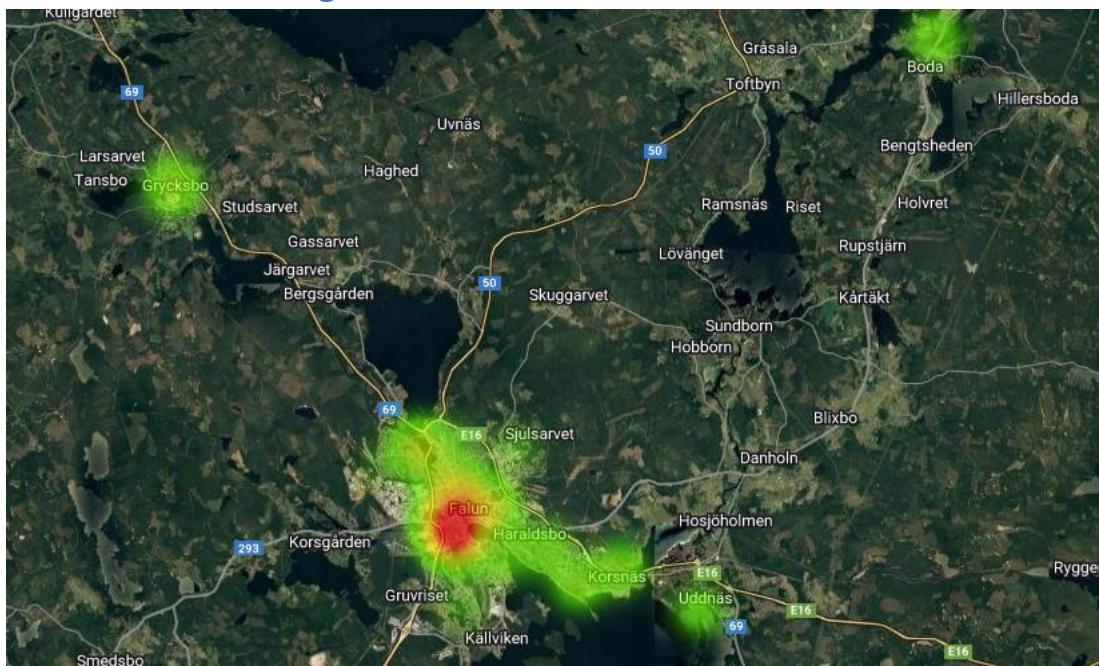 Kullgärdet
Gråsala
Toftbyn
Boda
69
Hillersboda
Uvnäs
Bengtsheden
50
Larsarvet
Tansbo
Grycksbo
Haghed
Studsarvet
Ramsnäs
Riset
Holvret
Gassarvet
Rupstjärn
Lövänget
Järgarvet
50
Bergsgården
Skuggarvet
Kårtäkt
Sundborn
Hobborn
69
E16
Sjulsarvet
Blixbo
Danholn
Falun
Haraldsbo
Hosjöholmen
Korsgården
293
Korsnäs
E16
Rygge
Gruvriset
Uddnäs
E16
69
Källviken
E16
Smedsbo